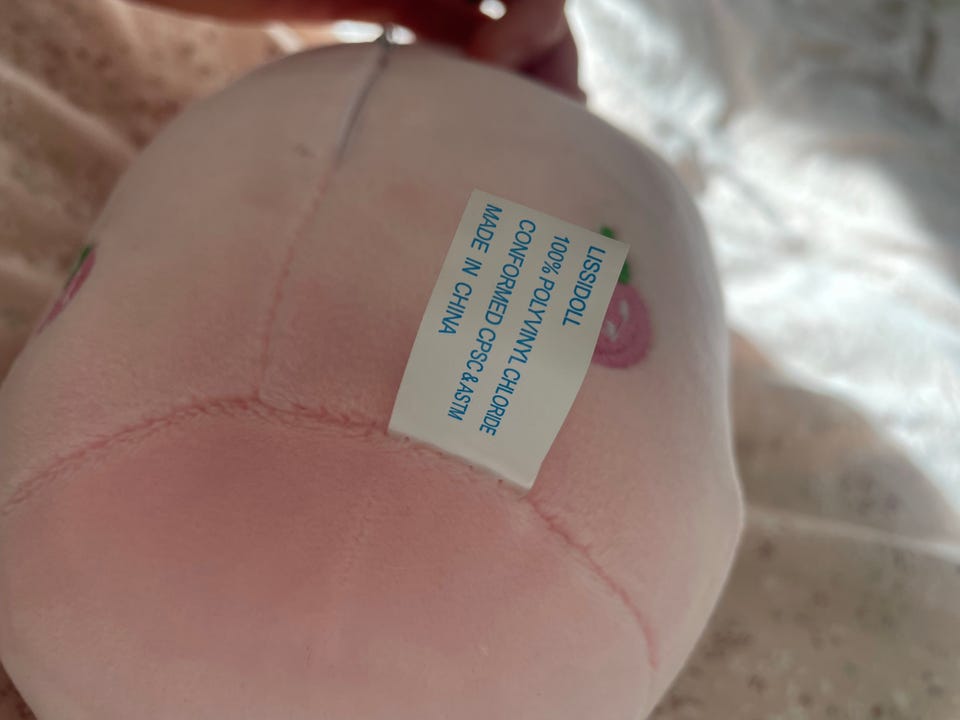 LISSIDOLL
100% POLYVINYL CHLORIDE
CONFORMED CPSC & ASTM
MADE IN CHINA